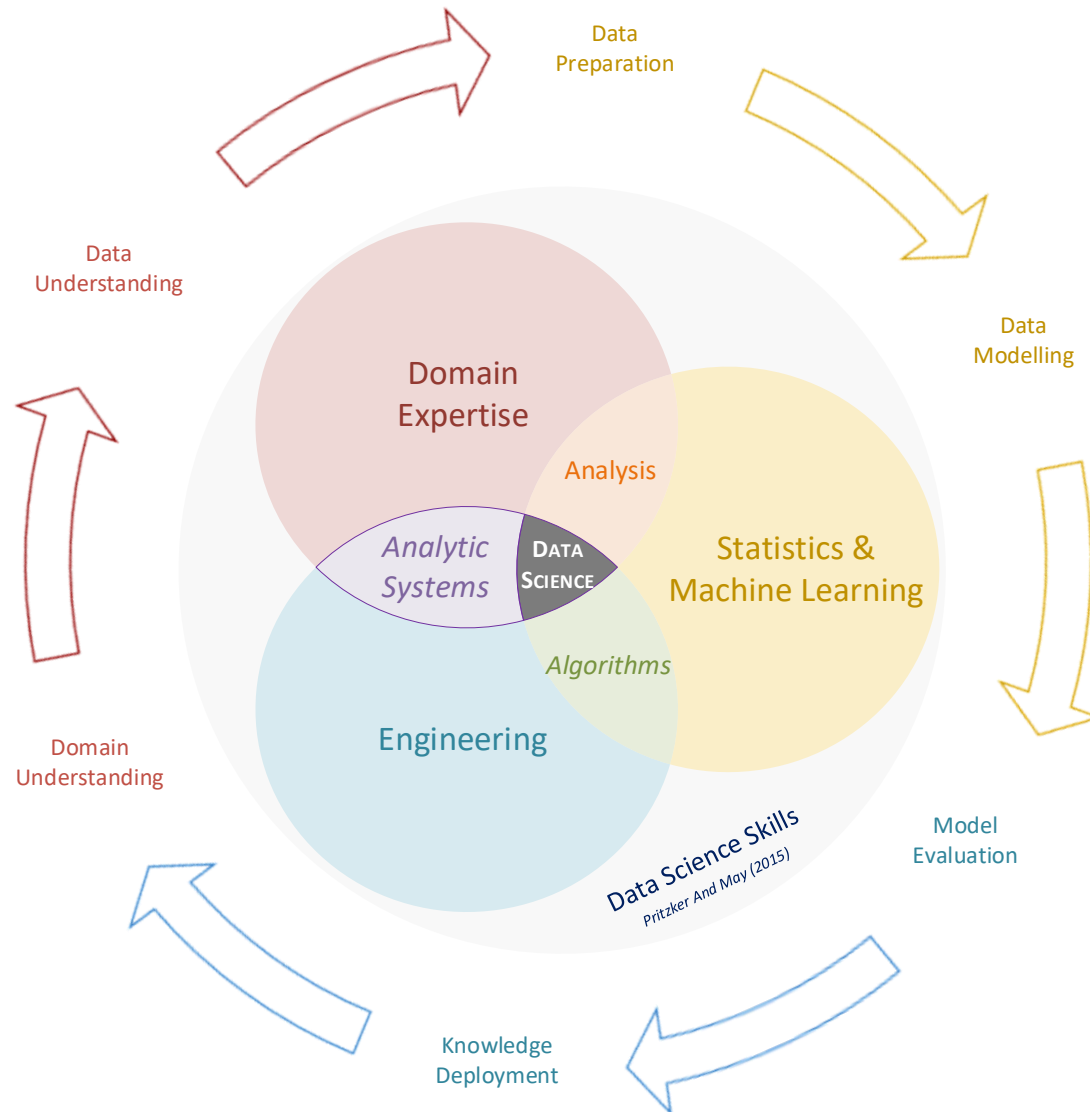 Data
Preparation
Data
Understanding
Data
Modelling
Domain
Expertise
Analysis
Analytic
Systems
DATA
SCIENCE
Statistics &
Machine Learning
Algorithms
Engineering
Domain
Understanding
Model
Evaluation
Data Science Skills
Pritzker And May (2015)
Knowledge
Deployment